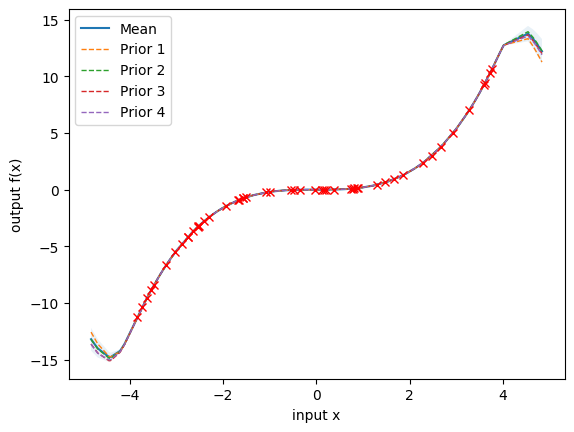 Mean
Prior 1
Prior 2
Prior 3
Prior 4
15
10
5
0
−5
−10
−15
output f(x)
−4
−2
0
2
4
input x